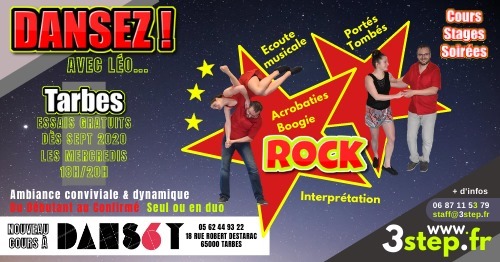 DANSEZ !
AVEC LÉO...
Tarbes
ESSAIS GRATUITS
DÈS SEPT 2020
LES MERCREDIS
18H/20H
Ecoute
musicale
Portés
Tombés
Acrobaties
Boogie
ROCK
Interprétation
Cours
Stages
Soirées
Ambiance conviviale & dynamique
Du débutant au Confirmé Seul ou en duo
NOUVEAU
COURS À
DANS6T
05 62 44 93 22
18 RUE ROBERT DESTARAC
65000 TARBES
+ d'infos
06 87 11 53 79
staff@3step.fr
www.
3step.fr